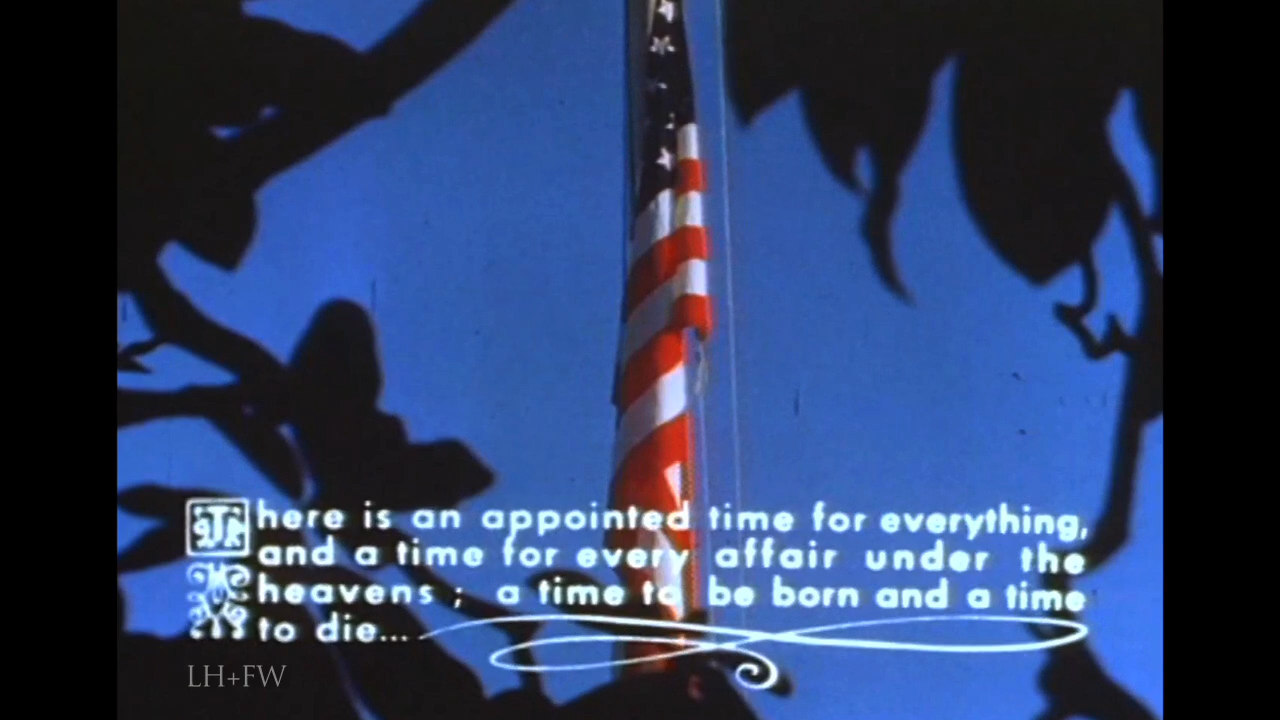 There is an appointed time for everything,
and a time for every affair under the
heavens; a time to be born and a time
to die...
LH+FW